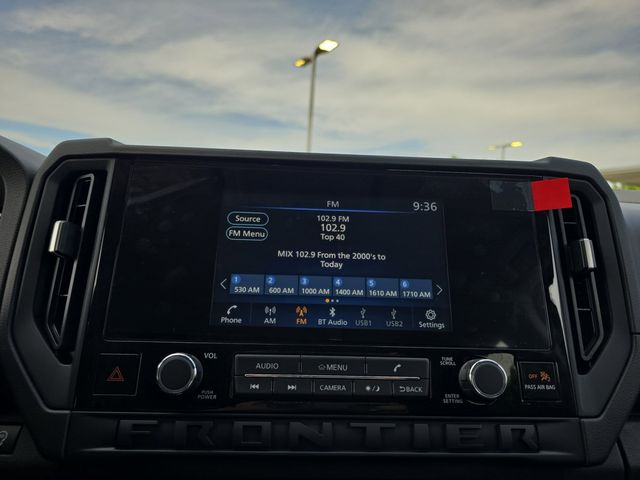 FM
9:36
Source
FM Menu
102.9 FM
102.9
Top 40
MIX 102.9 From the 2000's to
Today
1 2 3 4 5 6
530 AM 600 AM 1000 AM 1400 AM 1610 AM 1710 AM
Phone AM FM BT Audio USB1 USB2 Settings
VOL
PUSH
POWER
AUDIO MENU
CAMERA BACK
TUNE
SCROLL
ENTER
SETTING
OFF
PASS AIR BAG
FRONTIER